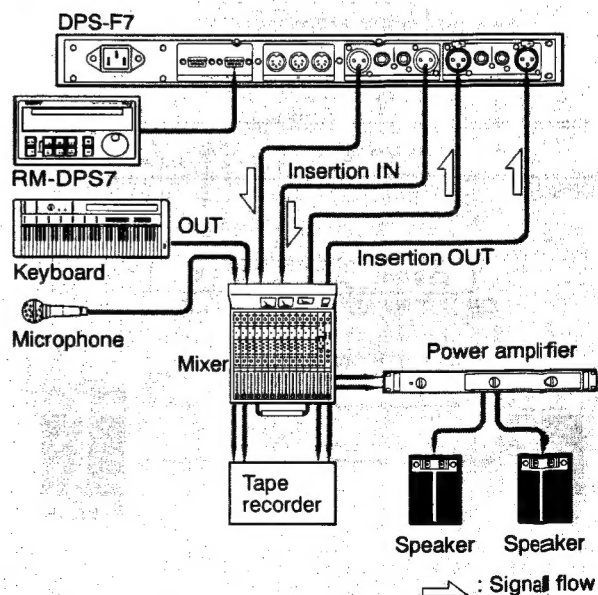 DPS-F7
RM-DPS7
Insertion IN
OUT
Keyboard
Insertion OUT
Microphone
Mixer
Power amplifier
Tape
recorder
Speaker Speaker
: Signal flow